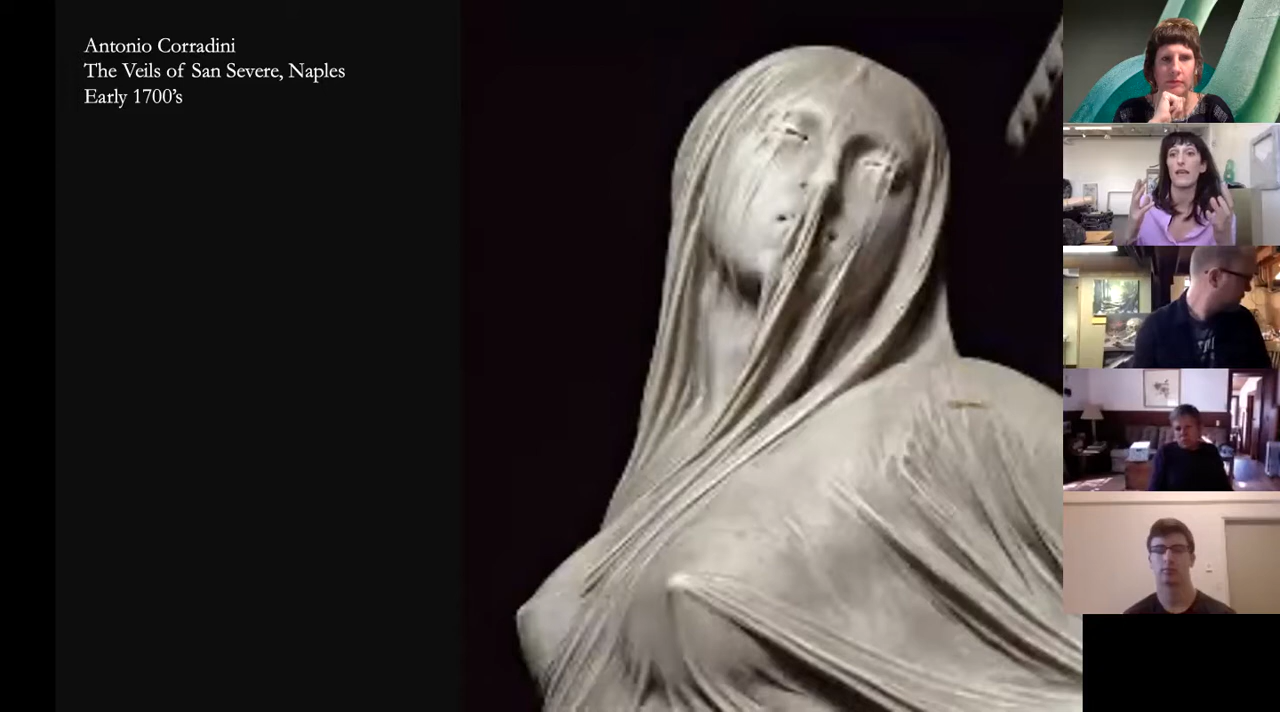 Antonio Corradini
The Veils of San Severe, Naples
Early 1700's